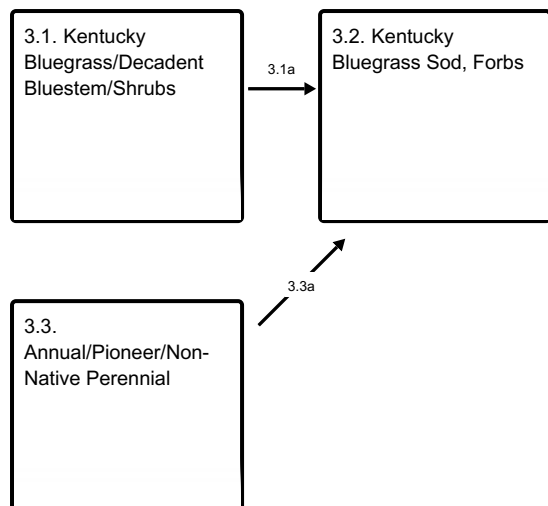 3.1. Kentucky
Bluegrass/Decadent
Bluestem/Shrubs
3.1a
3.2. Kentucky
Bluegrass Sod, Forbs
3.3a
3.3.
Annual/Pioneer/Non-
Native Perennial